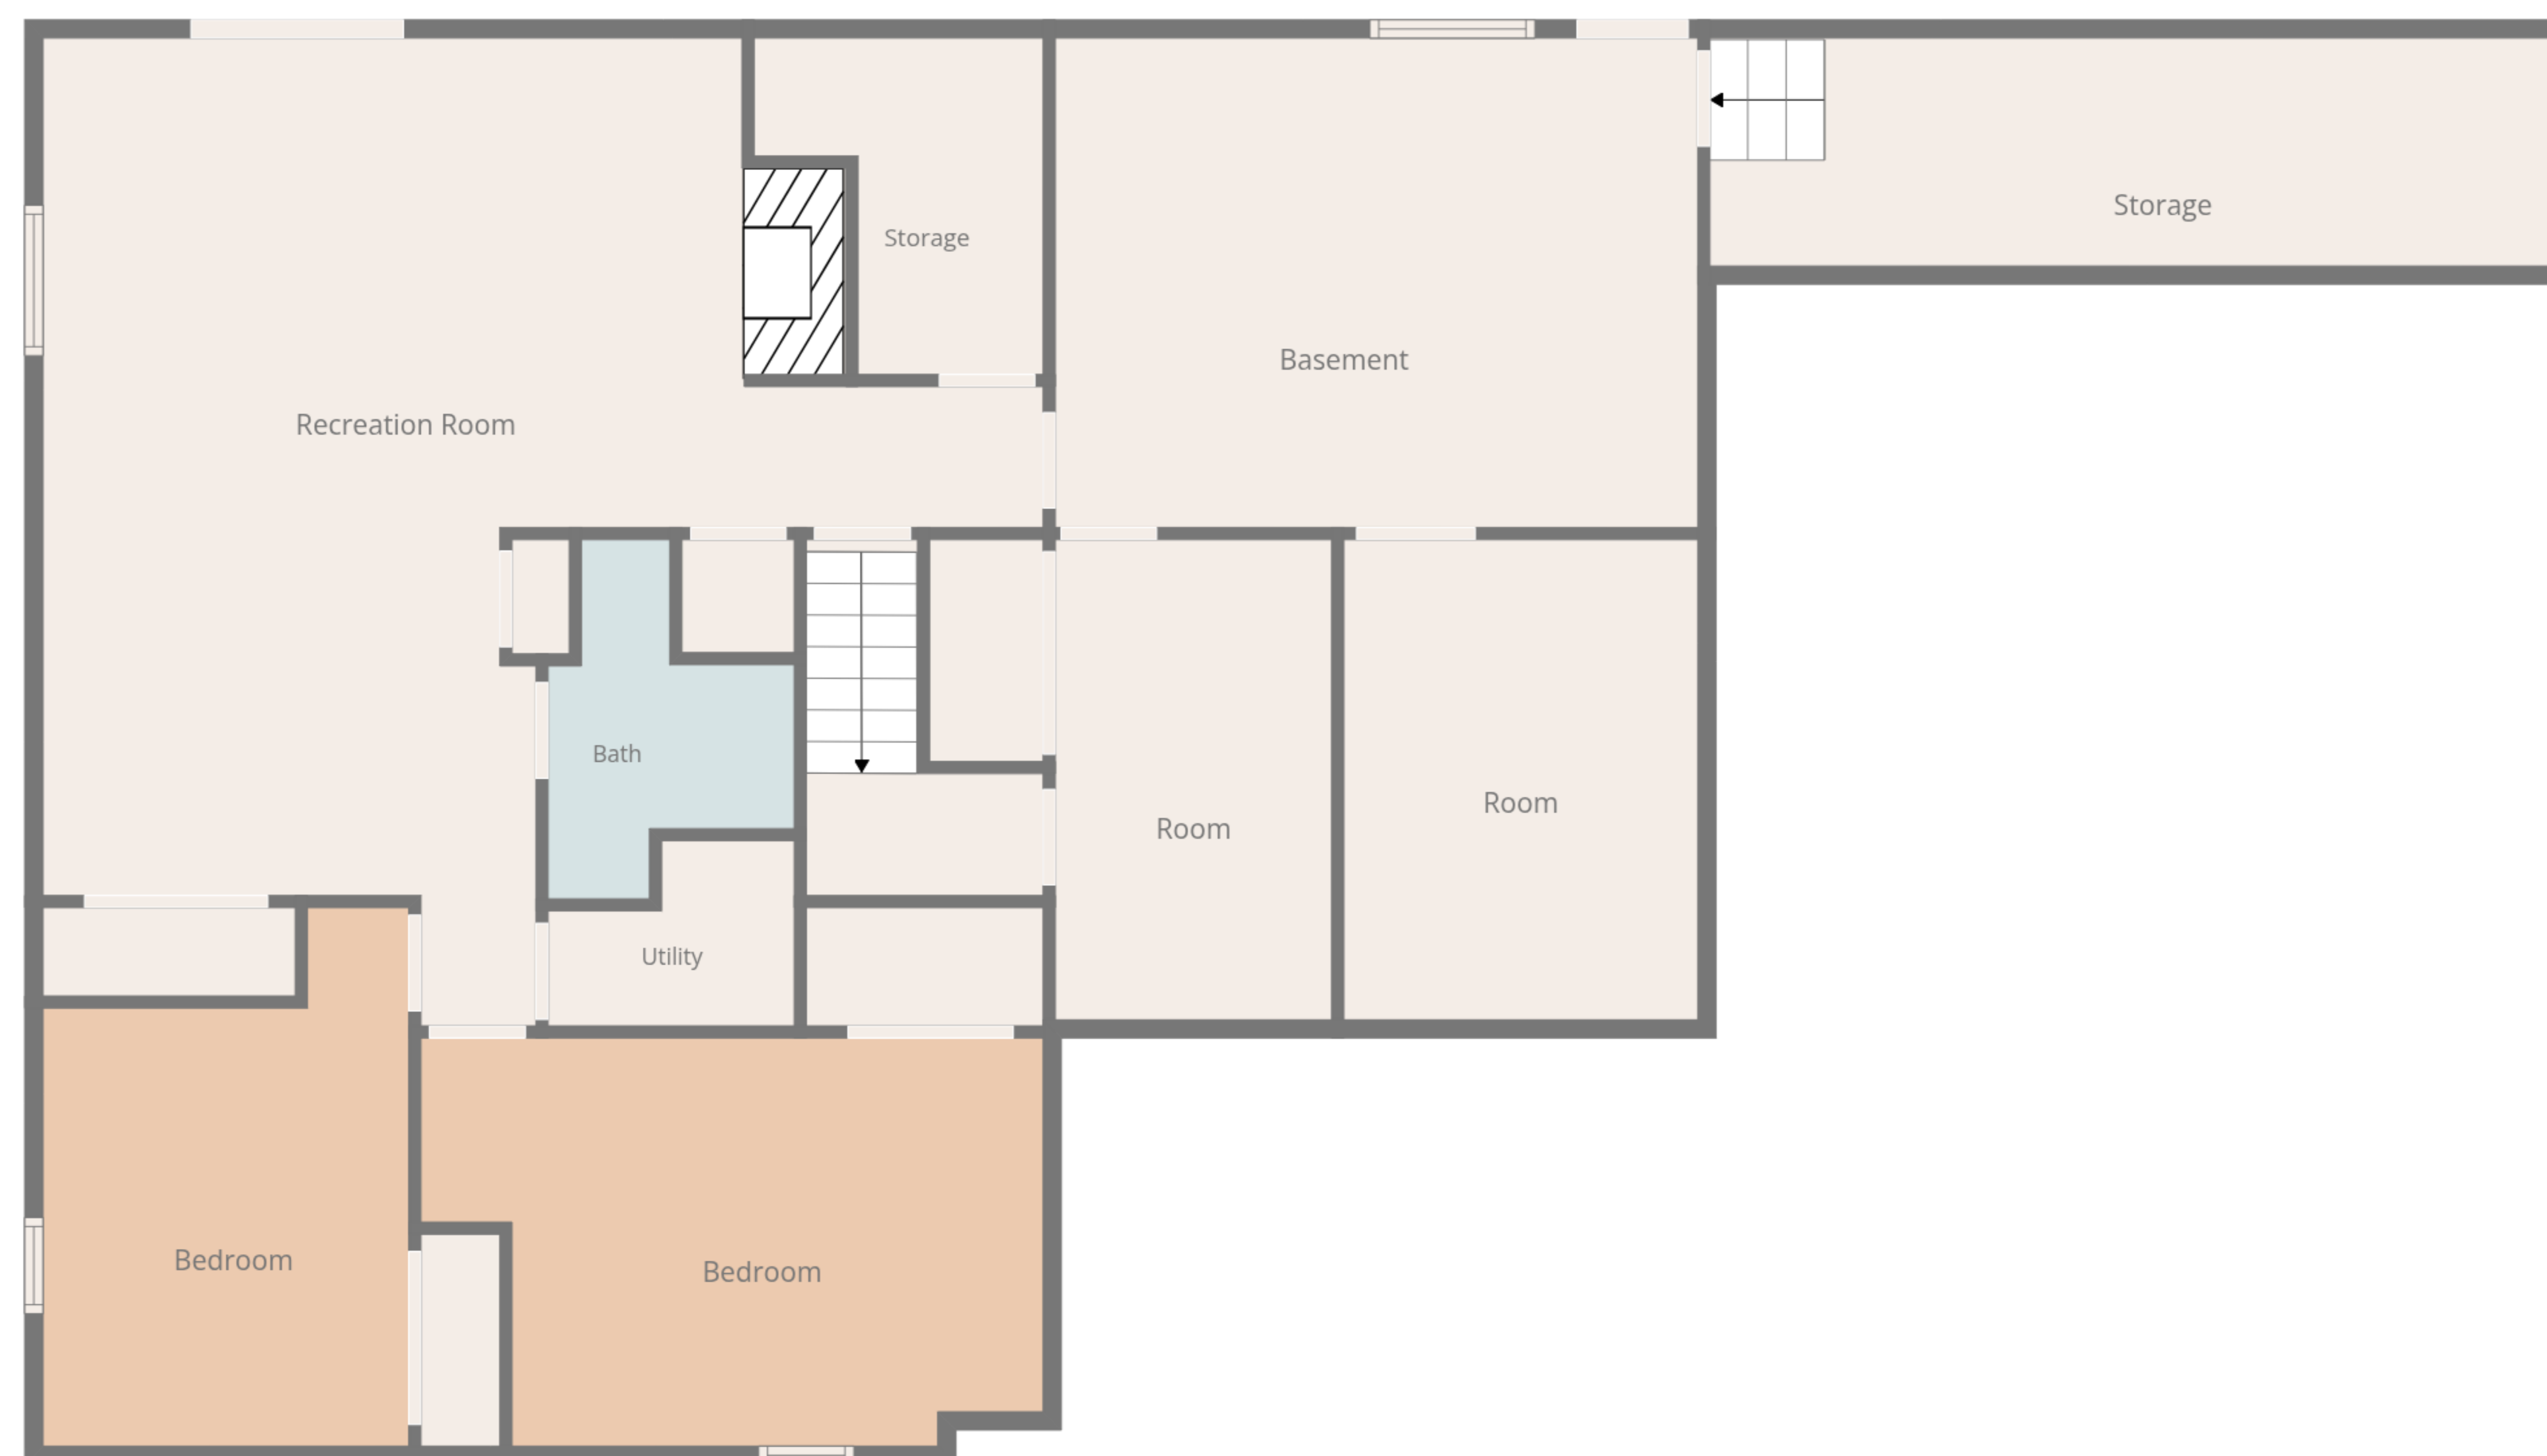 Storage
Storage
Basement
Recreation Room
Bath
Room
Room
Utility
Bedroom
Bedroom